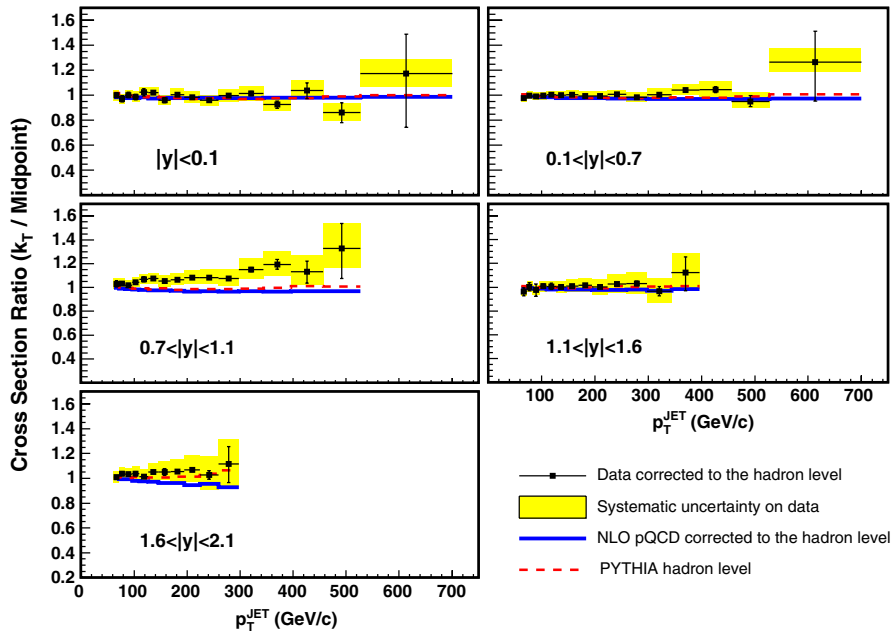 Cross Section Ratio (k_T / Midpoint)
1.6
1.4
1.2
1
0.8
0.6
0.4
|y|<0.1
0.1<|y|<0.7
1.6
1.4
1.2
1
0.8
0.6
0.4
0.7<|y|<1.1
1.1<|y|<1.6
100 200 300 400 500 600 700
p_T^JET (GeV/c)
1.6
1.4
1.2
1
0.8
0.6
0.4
0.2
1.6<|y|<2.1
0 100 200 300 400 500 600 700
p_T^JET (GeV/c)
Data corrected to the hadron level
Systematic uncertainty on data
NLO pQCD corrected to the hadron level
PYTHIA hadron level